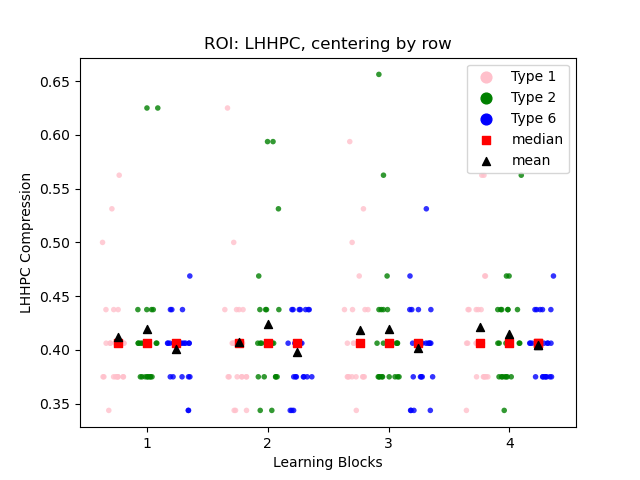 ROI: LHHPC, centering by row
Type 1
Type 2
Type 6
median
mean
LHHPC Compression
0.65
0.60
0.55
0.50
0.45
0.40
0.35
1 2 3 4
Learning Blocks